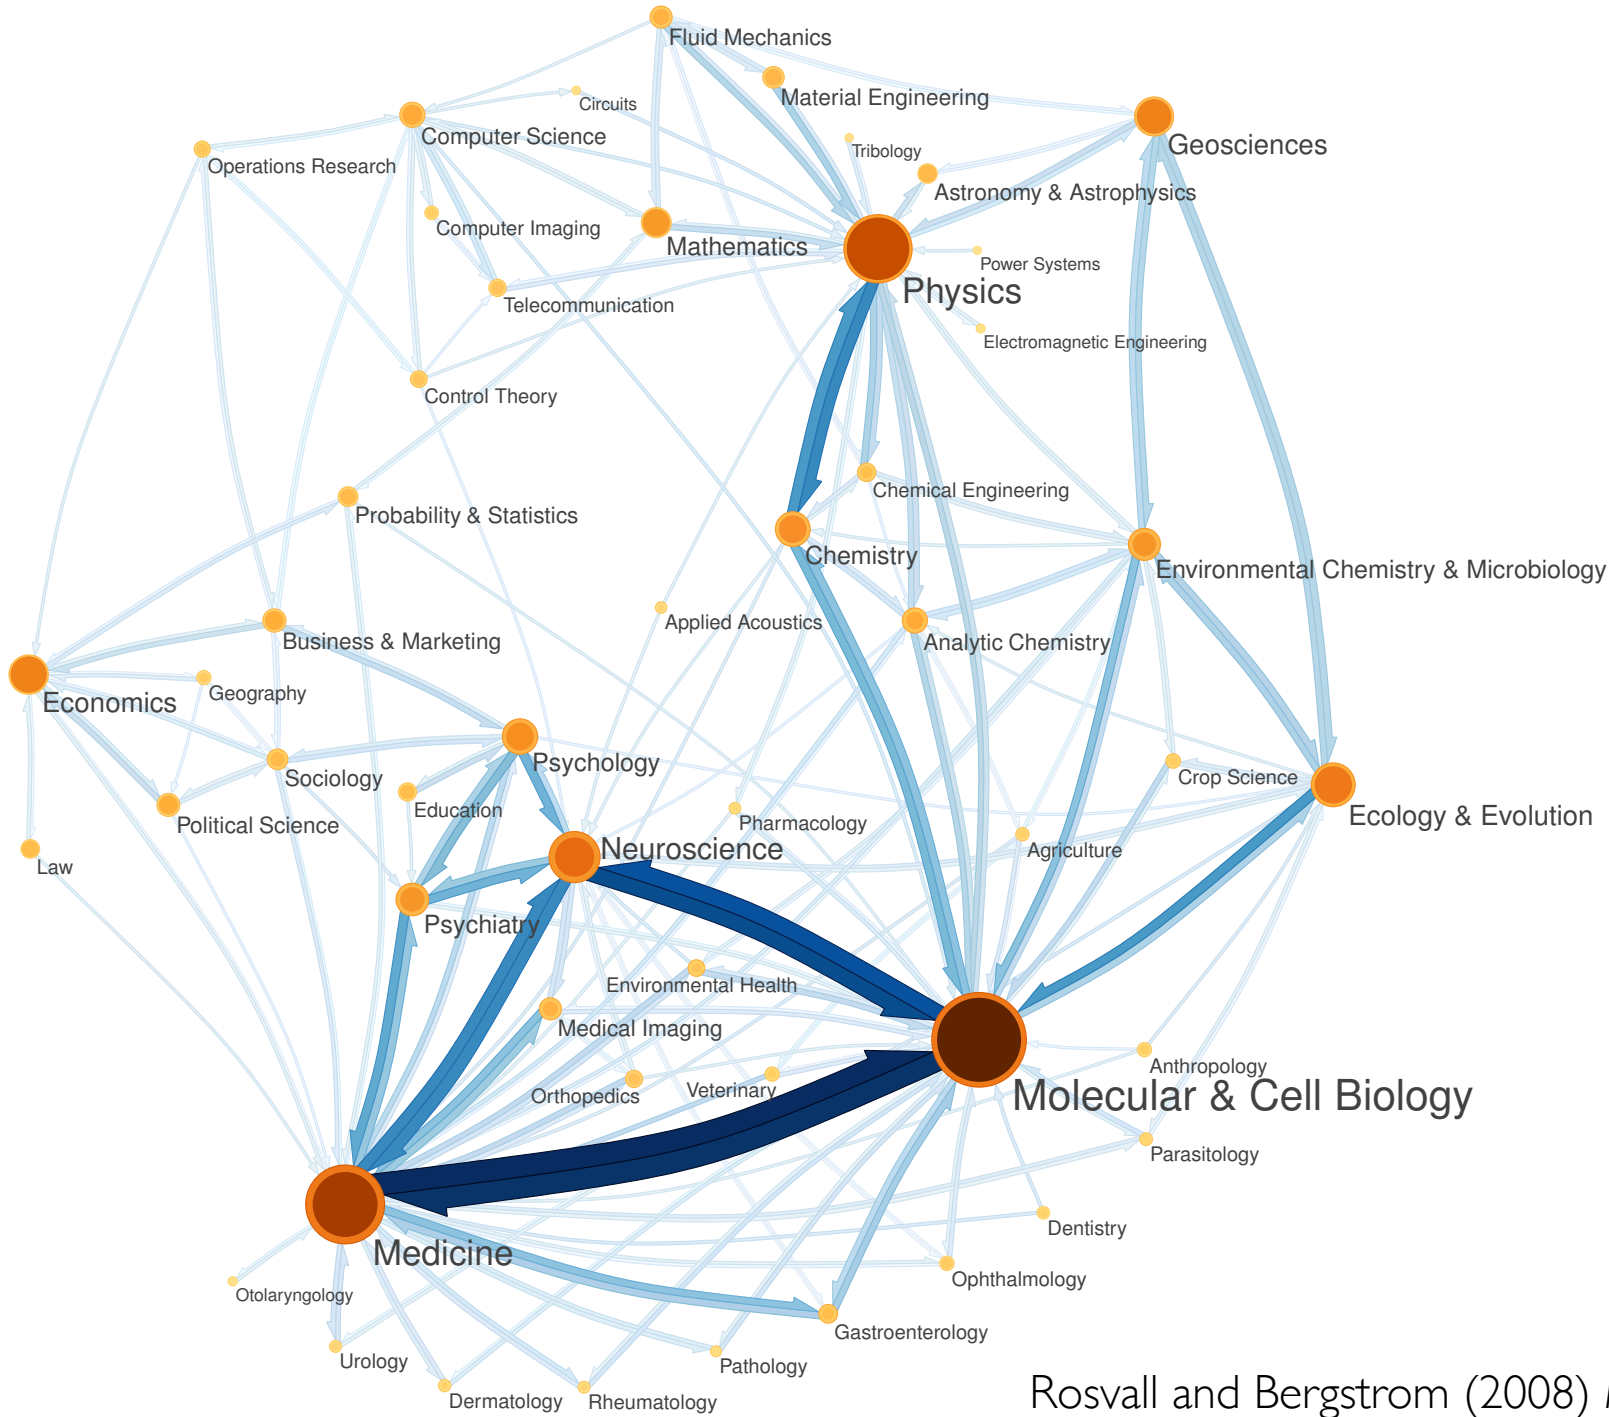 Fluid Mechanics
Material Engineering
Circuits
Computer Science
Geosciences
Tribology
Operations Research
Astronomy & Astrophysics
Computer Imaging
Mathematics
Power Systems
Physics
Telecommunication
Electromagnetic Engineering
Control Theory
Chemical Engineering
Probability & Statistics
Chemistry
Environmental Chemistry & Microbiology
Applied Acoustics
Business & Marketing
Analytic Chemistry
Geography
Economics
Psychology
Sociology
Crop Science
Education
Ecology & Evolution
Political Science
Pharmacology
Neuroscience
Agriculture
Law
Psychiatry
Environmental Health
Medical Imaging
Anthropology
Orthopedics
Veterinary
Molecular & Cell Biology
Parasitology
Dentistry
Medicine
Ophthalmology
Otolaryngology
Gastroenterology
Urology
Pathology
Dermatology
Rheumatology
Rosvall and Bergstrom (2008)